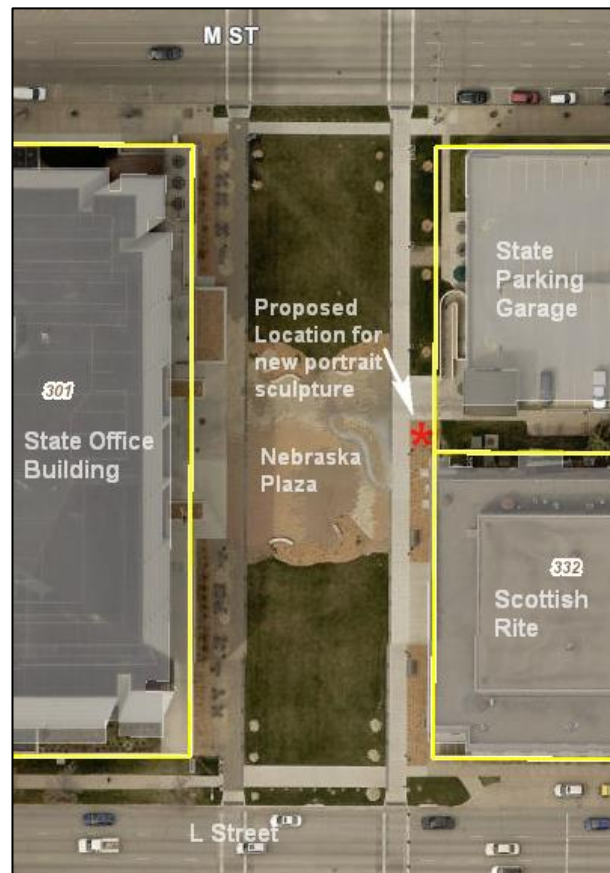 M ST
State
Parking
Garage
Proposed
Location for
new portrait
sculpture
*
301
State Office
Building
Nebraska
Plaza
332
Scottish
Rite
L Street